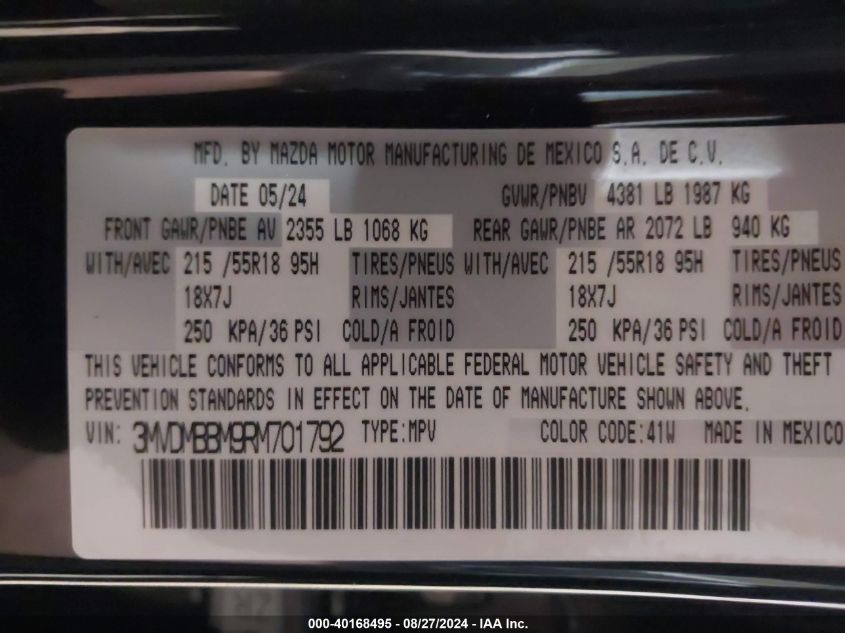 MFD. BY MAZDA MOTOR MANUFACTURING DE MEXICO S.A. DE C.V.
DATE 05/24 GVWR/PNBV 4381 LB 1987 KG
FRONT GAWR/PNBE AV 2355 LB 1068 KG REAR GAWR/PNBE AR 2072 LB 940 KG
WITH/AVEC 215 /55R18 95H TIRES/PNEUS WITH/AVEC 215 /55R18 95H TIRES/PNEUS
18X7J RIMS/JANTES 18X7J RIMS/JANTES
250 KPA/36 PSI COLD/A FROID 250 KPA/36 PSI COLD/A FROID
THIS VEHICLE CONFORMS TO ALL APPLICABLE FEDERAL MOTOR VEHICLE SAFETY AND THEFT
PREVENTION STANDARDS IN EFFECT ON THE DATE OF MANUFACTURE SHOWN ABOVE.
VIN: 3MVDMBBM9RM701792 TYPE:MPV COLOR CODE:41W MADE IN MEXICO
000-40168495 - 08/27/2024 - IAA Inc.